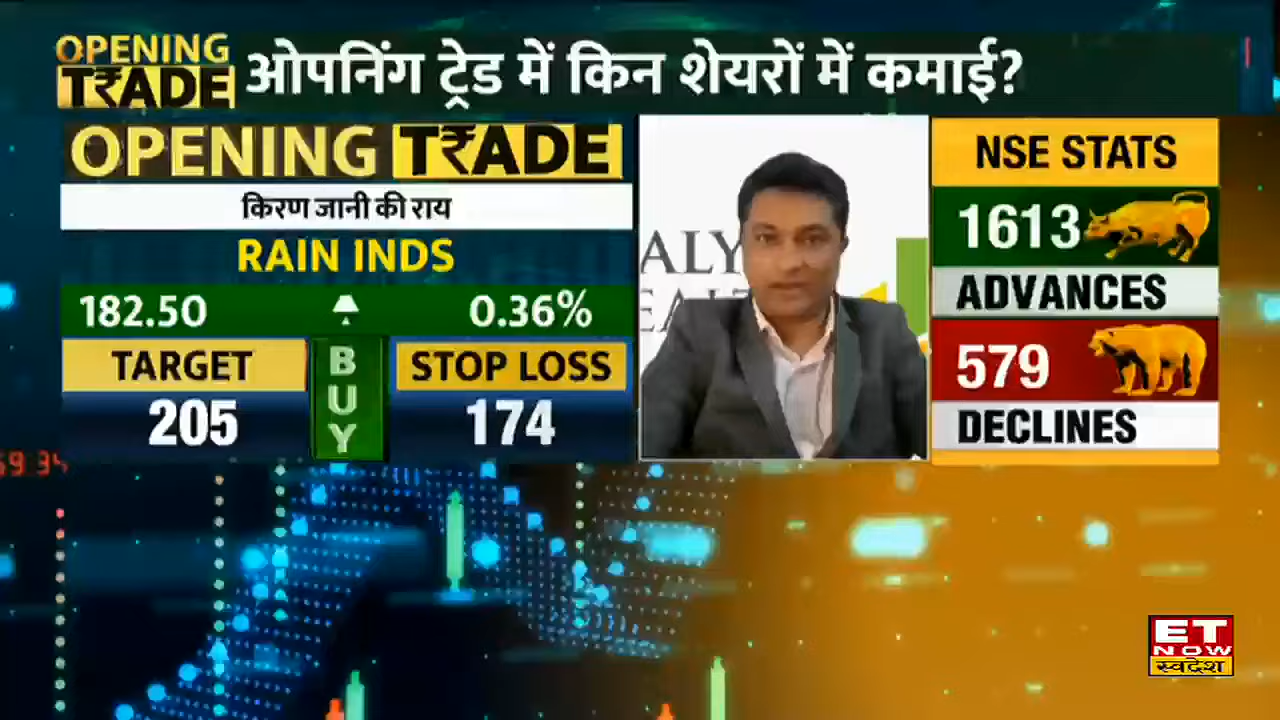 OPENING
TRADE
ओपनिंग ट्रेड में किन शेयरों में कमाई?
OPENING TRADE
किरण जानी की राय
RAIN INDS
182.50 0.36%
TARGET
205
BUY
STOP LOSS
174
NSE STATS
1613
ADVANCES
579
DECLINES
ET
NOW
स्वदेश